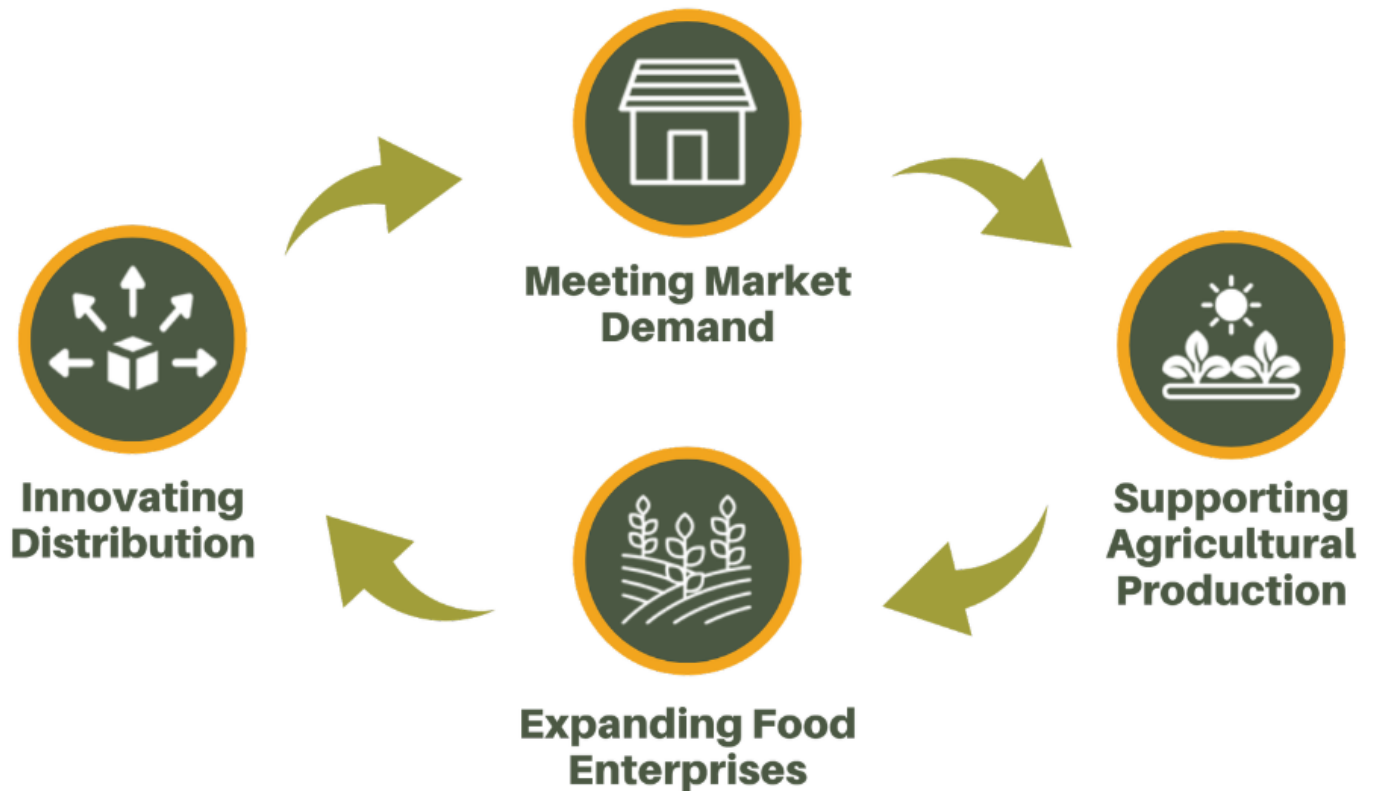 Meeting Market
Demand
Innovating
Distribution
Supporting
Agricultural
Production
Expanding Food
Enterprises